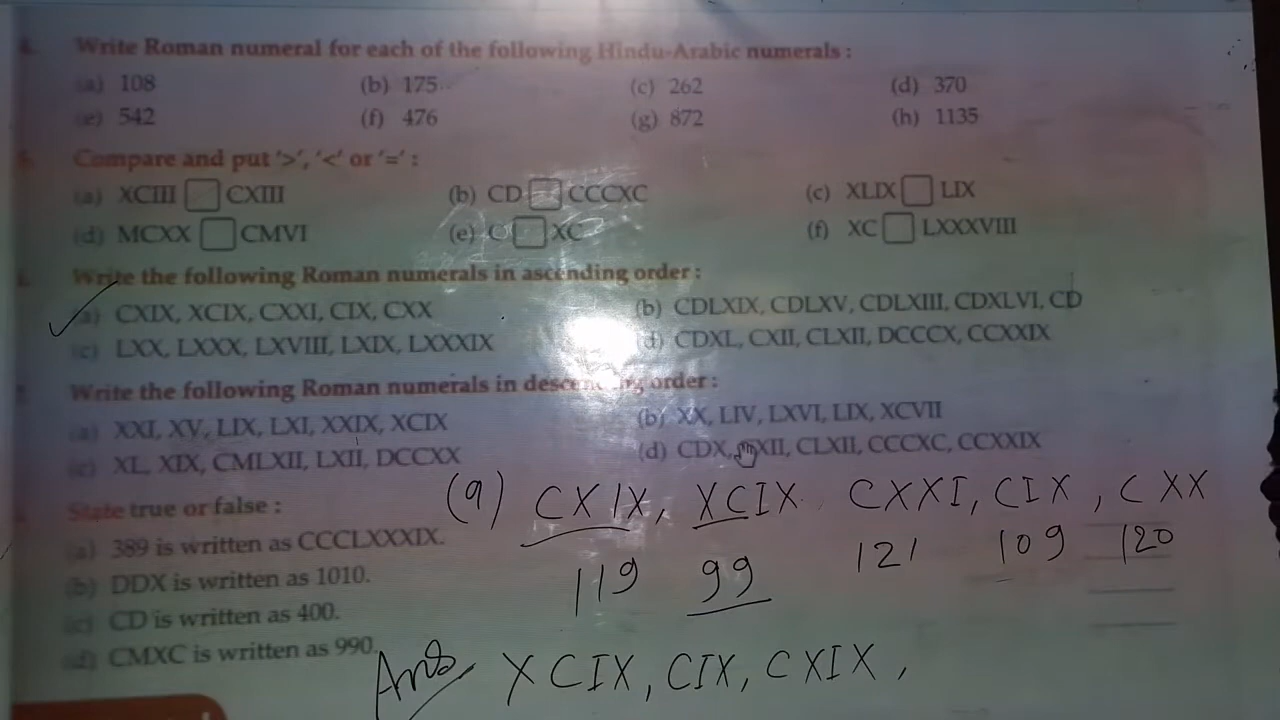 4. Write Roman numeral for each of the following Hindu-Arabic numerals :
(a) 108 (b) 175 (c) 262 (d) 370
(e) 542 (f) 476 (g) 872 (h) 1135
5. Compare and put '>', '<' or '=' :
(a) XCIII CXIII (b) CD CCCXC (c) XLIX LIX
(d) MCXX CMVI (e) C XC (f) XC LXXXVIII
Write the following Roman numerals in ascending order :
(a) CXIX, XCIX, CXXI, CIX, CXX (b) CDLXIX, CDLXV, CDLXIII, CDXLVI, CD
(c) LXX, LXXX, LXVIII, LXIX, LXXXIX (d) CDXL, CXII, CLXII, DCCCX, CCXXIX
7. Write the following Roman numerals in descending order :
(a) XXI, XV, LIX, LXI, XXIX, XCIX (b) XX, LIV, LXVI, LIX, XCVII
(c) XL, XIX, CMLXII, LXII, DCCXX (d) CDX, CLXII, CCCXC, CCXXIX
State true or false :
(a) 389 is written as CCCLXXXIX.
(b) DDX is written as 1010.
(c) CD is written as 400.
(d) CMXC is written as 990.
(a) CXIX, XCIX CXXI, CIX, CXX
119 99 121 109 120
Ans XCIX, CIX, CXIX,